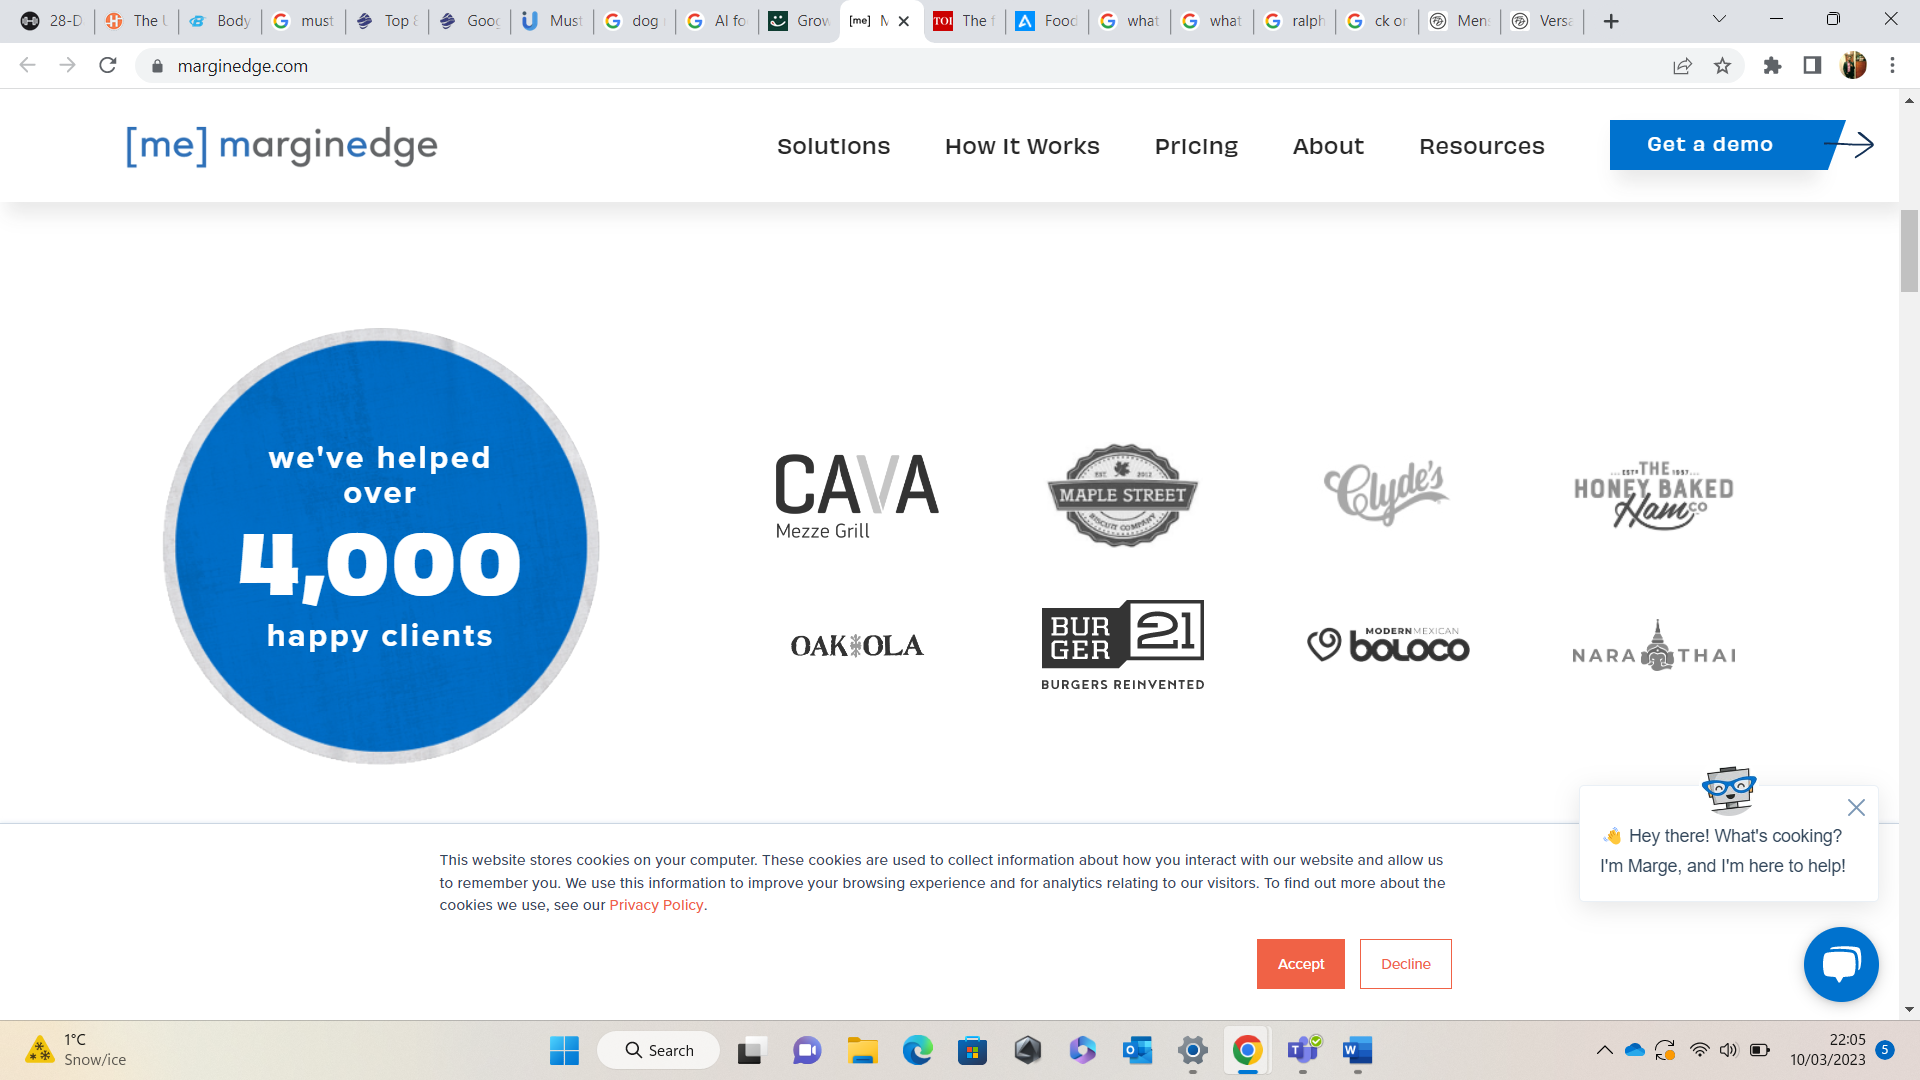 28-D The U Body must Top 8 Goog Must dog AI fo Grow [me] M TOI The f Food what what ralph ck or Men Versa
marginedge.com
[me] marginedge Solutions How It Works Pricing About Resources Get a demo
we've helped
over
4,000
happy clients
CAVA
Mezze Grill
EST. 2012
MAPLE STREET
BISCUIT COMPANY
Clyde's
ESTD THE 1957
HONEY BAKED
Ham CO
OAK OLA
BUR
GER
21
BURGERS REINVENTED
MODERN MEXICAN
boloco
NARA THAI
👋 Hey there! What's cooking?
I'm Marge, and I'm here to help!
This website stores cookies on your computer. These cookies are used to collect information about how you interact with our website and allow us
to remember you. We use this information to improve your browsing experience and for analytics relating to our visitors. To find out more about the
cookies we use, see our Privacy Policy.
Accept Decline
1°C
Snow/ice
Search
22:05
10/03/2023
5